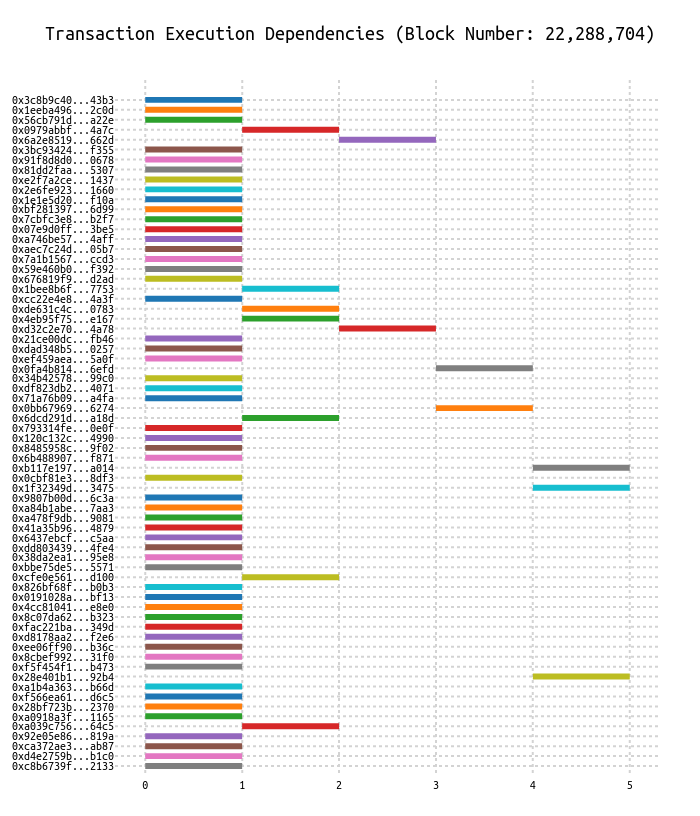 Transaction Execution Dependencies (Block Number: 22,288,704)
0x3c8b9c40...43b3
0x1eeba496...2c0d
0x56cb791d...a22e
0x0979abbf...4a7c
0x6a2e8519...662d
0x3bc93424...f355
0x91f8d8d0...0678
0x81dd2faa...5307
0xe2f7a2ce...1437
0x2e6fe923...1660
0x1e1e5d20...f10a
0xbf281397...6d99
0x7cbfc3e8...b2f7
0x07e9d0ff...3be5
0xa746be57...4aff
0xaec7c24d...05b7
0x7a1b1567...ccd3
0x59e460b0...f392
0x676819f9...d2ad
0x1bee8b6f...7753
0xcc22e4e8...4a3f
0xde631c4c...0783
0x4eb95f75...e167
0xd32c2e70...4a78
0x21ce00dc...fb46
0xdad348b5...0257
0xef459aea...5a0f
0x0fa4b814...6efd
0x34b42578...99c0
0xdf823db2...4071
0x71a76b09...a4fa
0x0bb67969...6274
0x6dcd291d...a18d
0x793314fe...0e0f
0x120c132c...4990
0x8485958c...9f02
0x6b488907...f871
0xb117e197...a014
0x0cbf81e3...8df3
0x1f32349d...3475
0x9807b00d...6c3a
0xa84b1abe...7aa3
0xa478f9db...9081
0x41a35b96...4879
0x6437ebcf...c5aa
0xdd803439...4fe4
0x38da2ea1...95e8
0xbbe75de5...5571
0xcfe0e561...d100
0x826bf68f...b0b3
0x0191028a...bf13
0x4cc81041...e8e0
0x8c07da62...b323
0xfac221ba...349d
0xd8178aa2...f2e6
0xee06ff90...b36c
0x8cbef992...31f0
0xf5f454f1...b473
0x28e401b1...92b4
0xa1b4a363...b66d
0xf566ea61...d6c5
0x28bf723b...2370
0xa0918a3f...1165
0xa039c756...64c5
0x92e05e86...819a
0xca372ae3...ab87
0xd4e2759b...b1c0
0xc8b6739f...2133
0 1 2 3 4 5